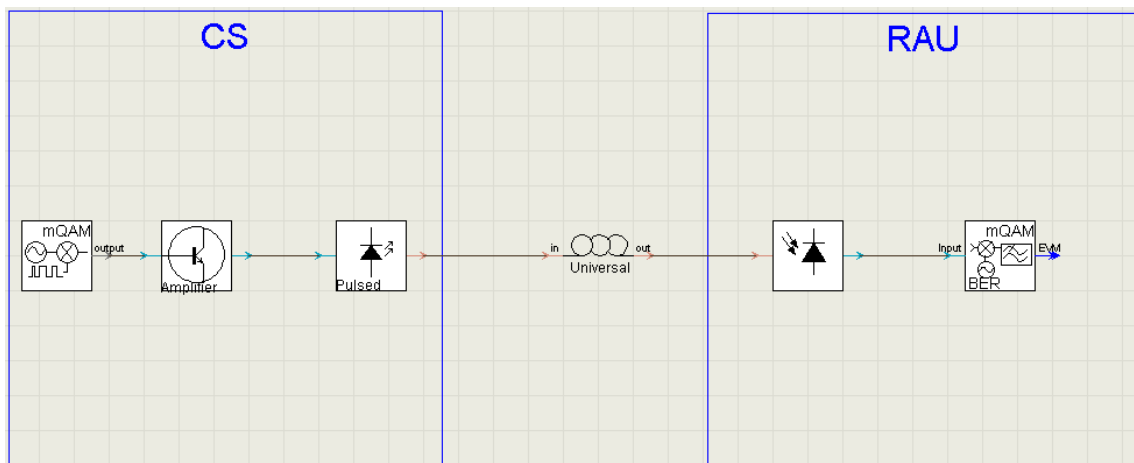 CS
RAU
mQAM
output
Amplifier
Pulsed
in
out
Universal
Input
mQAM
EVM
BER